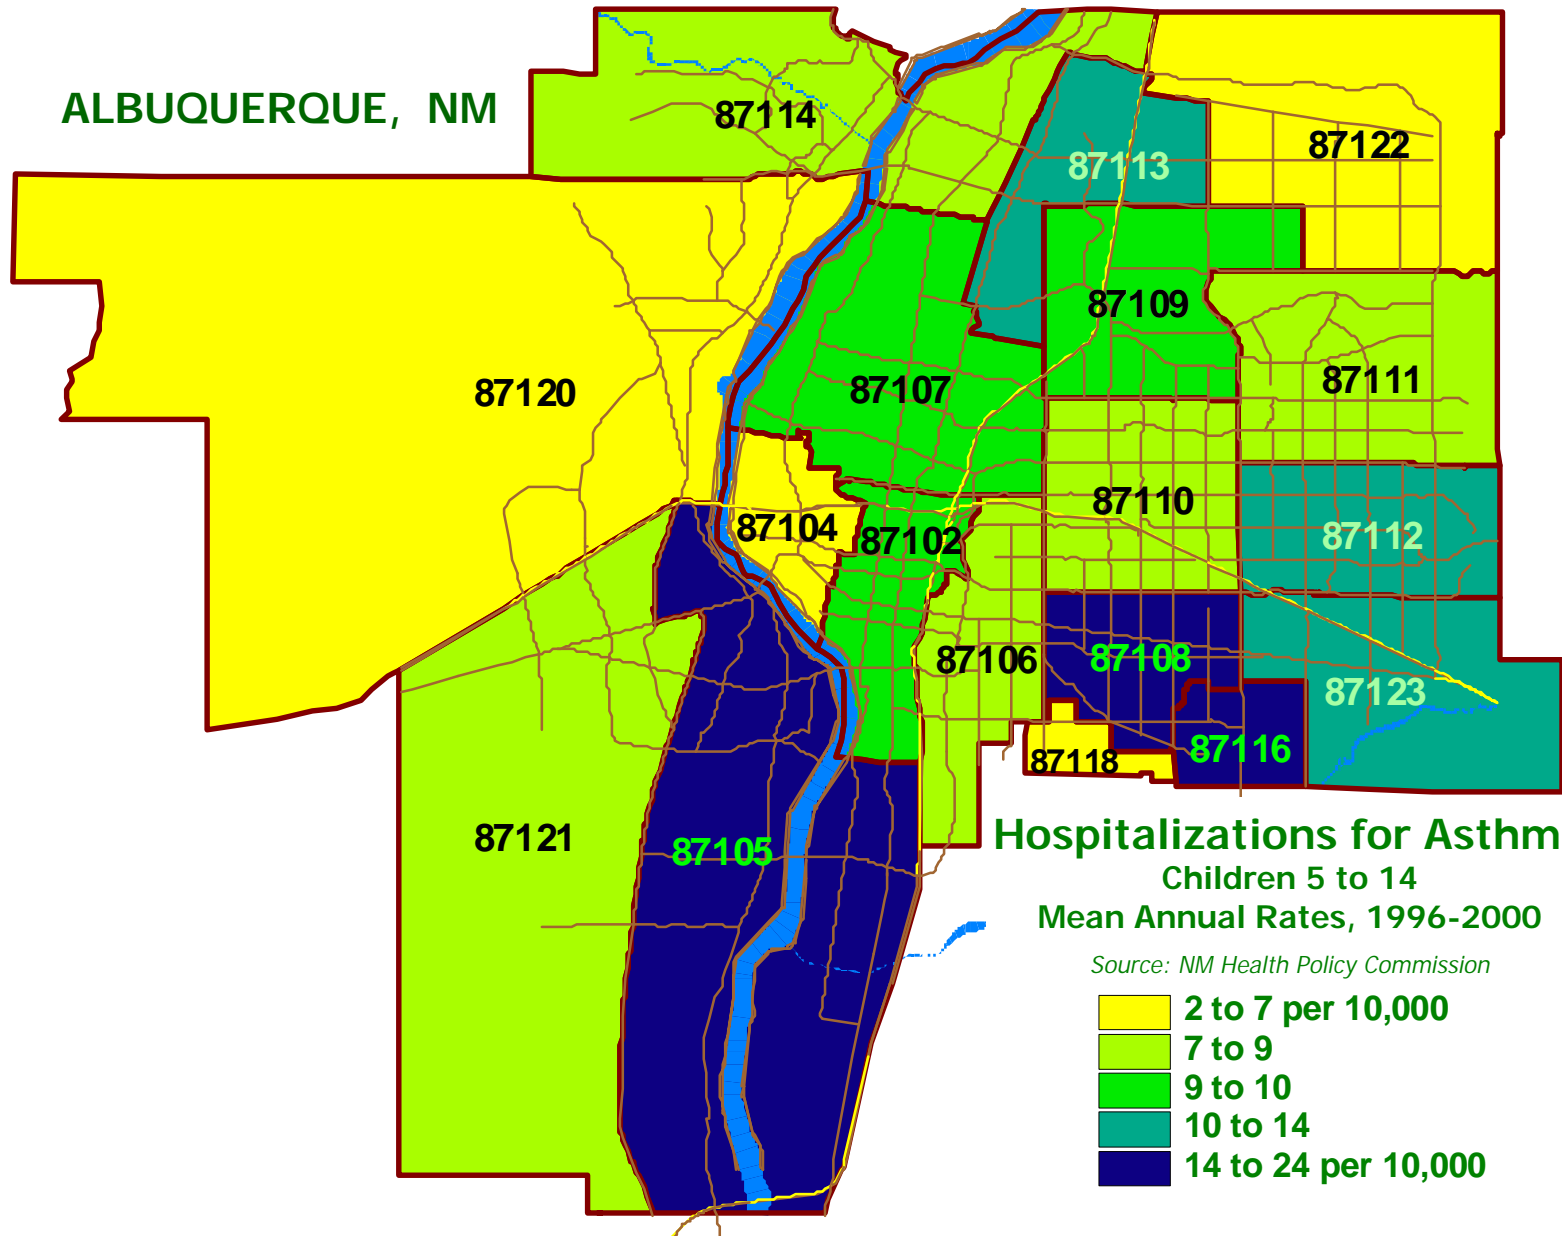 ALBUQUERQUE, NM
87114
87122
87113
87109
87120
87107
87111
87110
87104
87102
87112
87106
87108
87123
87116
87118
87121
87105
Hospitalizations for Asthm
Children 5 to 14
Mean Annual Rates, 1996-2000
Source: NM Health Policy Commission
2 to 7 per 10,000
7 to 9
9 to 10
10 to 14
14 to 24 per 10,000